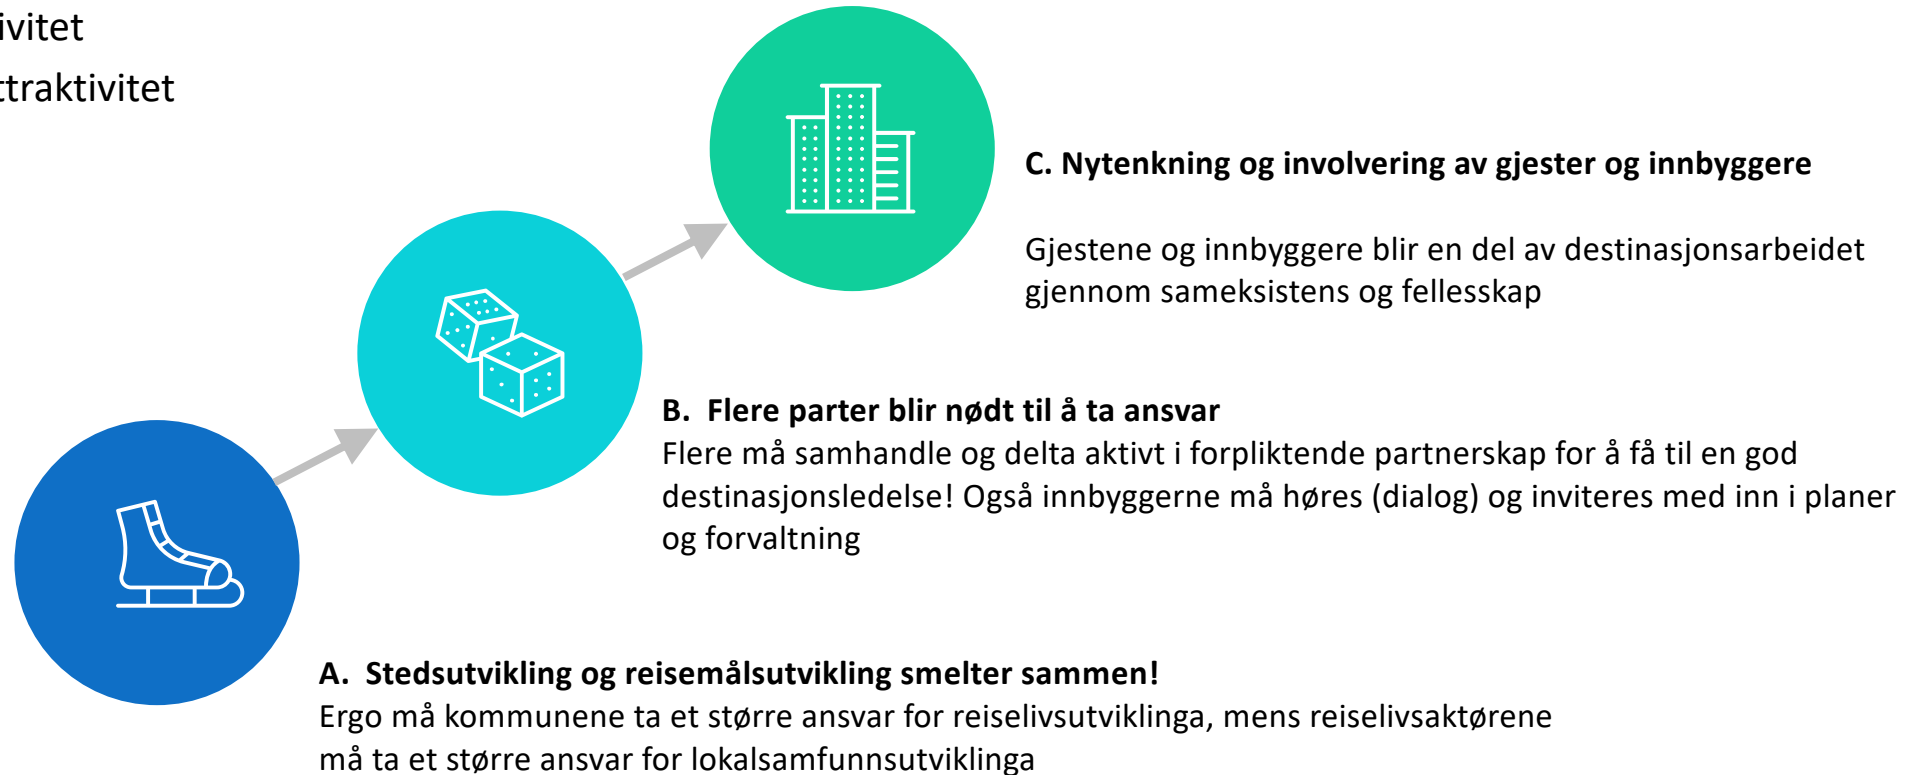 ivitet
ttraktivitet
C. Nytenkning og involvering av gjester og innbyggere
Gjestene og innbyggere blir en del av destinasjonsarbeidet
gjennom sameksistens og fellesskap
B. Flere parter blir nødt til å ta ansvar
Flere må samhandle og delta aktivt i forpliktende partnerskap for å få til en god
destinasjonsledelse! Også innbyggerne må høres (dialog) og inviteres med inn i planer
og forvaltning
A. Stedsutvikling og reisemålsutvikling smelter sammen!
Ergo må kommunene ta et større ansvar for reiselivsutviklinga, mens reiselivsaktørene
må ta et større ansvar for lokalsamfunnsutviklinga